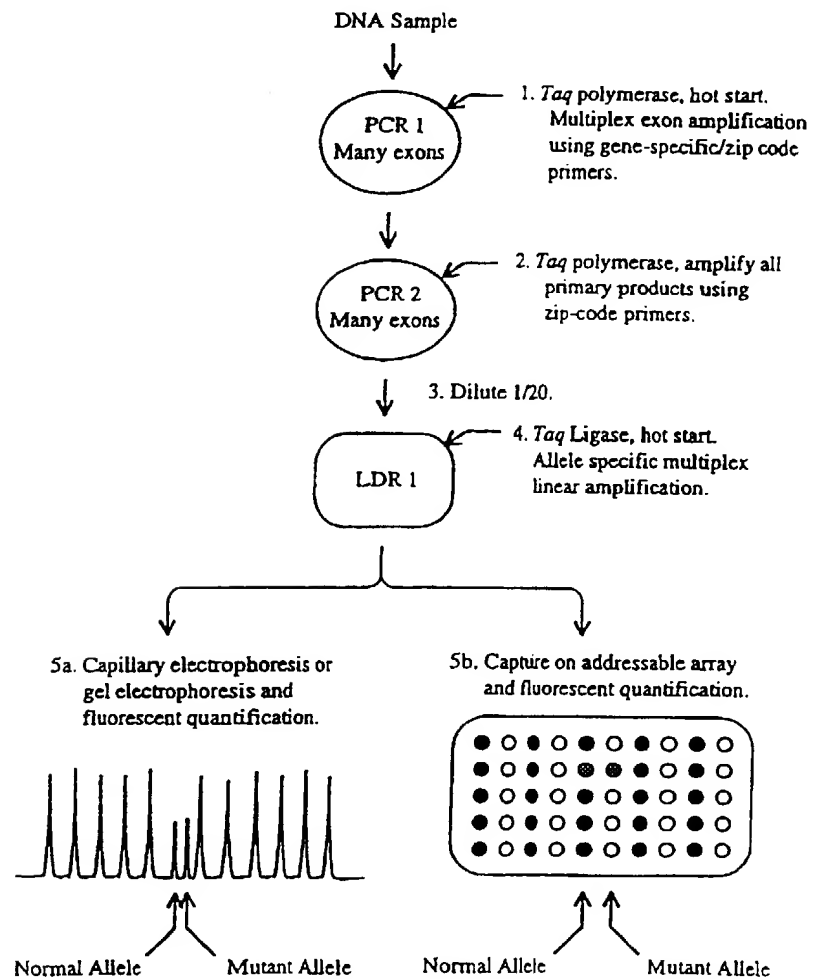 DNA Sample
PCR 1
Many exons
1. Taq polymerase, hot start.
Multiplex exon amplification
using gene-specific/zip code
primers.
PCR 2
Many exons
2. Taq polymerase, amplify all
primary products using
zip-code primers.
3. Dilute 1/20.
LDR 1
4. Taq Ligase, hot start.
Allele specific multiplex
linear amplification.
5a. Capillary electrophoresis or
gel electrophoresis and
fluorescent quantification.
5b. Capture on addressable array
and fluorescent quantification.
Normal Allele
Mutant Allele
Normal Allele
Mutant Allele